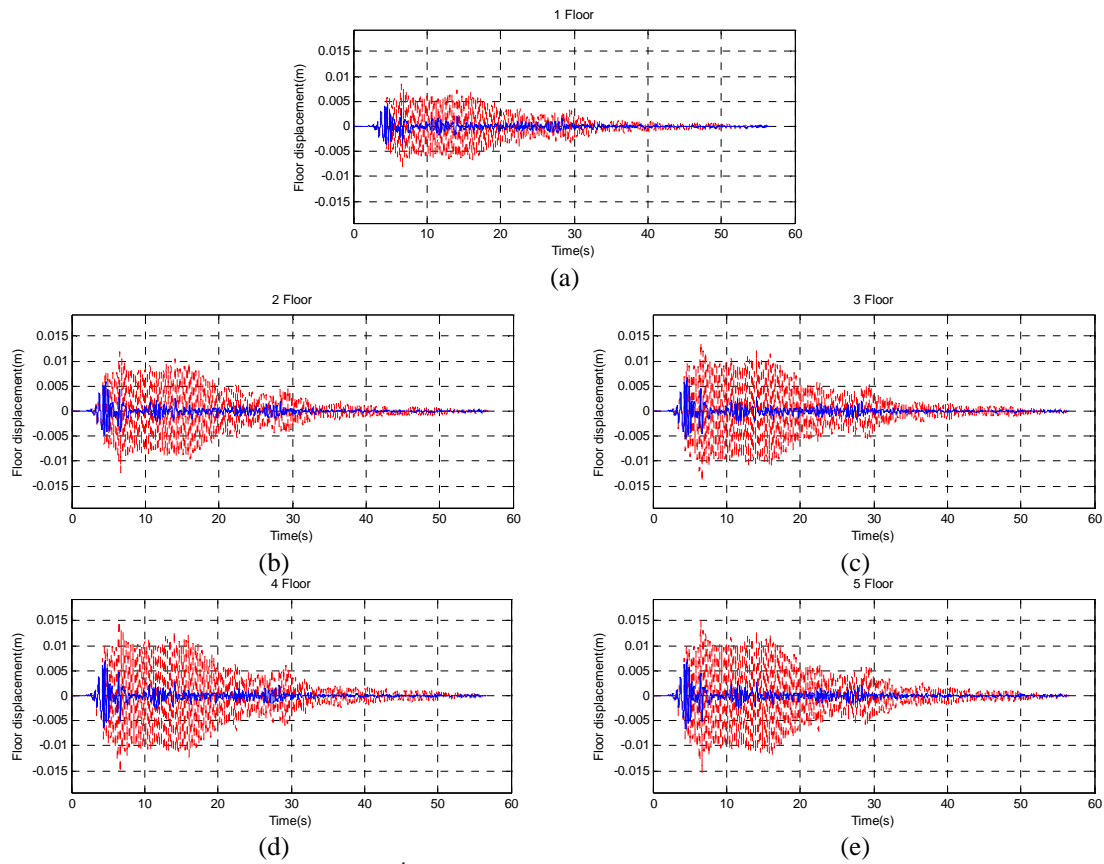 1 Floor
Floor displacement(m)
0.015
0.01
0.005
0
-0.005
-0.01
-0.015
0 10 20 30 40 50 60
Time(s)
(a)
2 Floor
Floor displacement(m)
0.015
0.01
0.005
0
-0.005
-0.01
-0.015
0 10 20 30 40 50 60
Time(s)
(b)
3 Floor
Floor displacement(m)
0.015
0.01
0.005
0
-0.005
-0.01
-0.015
0 10 20 30 40 50 60
Time(s)
(c)
4 Floor
Floor displacement(m)
0.015
0.01
0.005
0
-0.005
-0.01
-0.015
0 10 20 30 40 50 60
Time(s)
(d)
5 Floor
Floor displacement(m)
0.015
0.01
0.005
0
-0.005
-0.01
-0.015
0 10 20 30 40 50 60
Time(s)
(e)